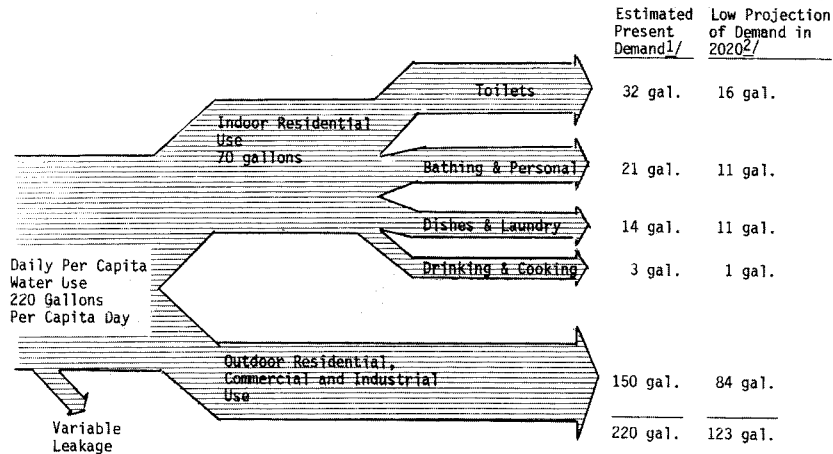 Estimated Low Projection
Present of Demand in
Demand1/ 20202/
Toilets 32 gal. 16 gal.
Indoor Residential
Use
70 gallons
Bathing & Personal 21 gal. 11 gal.
Dishes & Laundry 14 gal. 11 gal.
Drinking & Cooking 3 gal. 1 gal.
Daily Per Capita
Water Use
220 Gallons
Per Capita Day
Outdoor Residential,
Commercial and Industrial
Use
150 gal. 84 gal.
220 gal. 123 gal.
Variable
Leakage